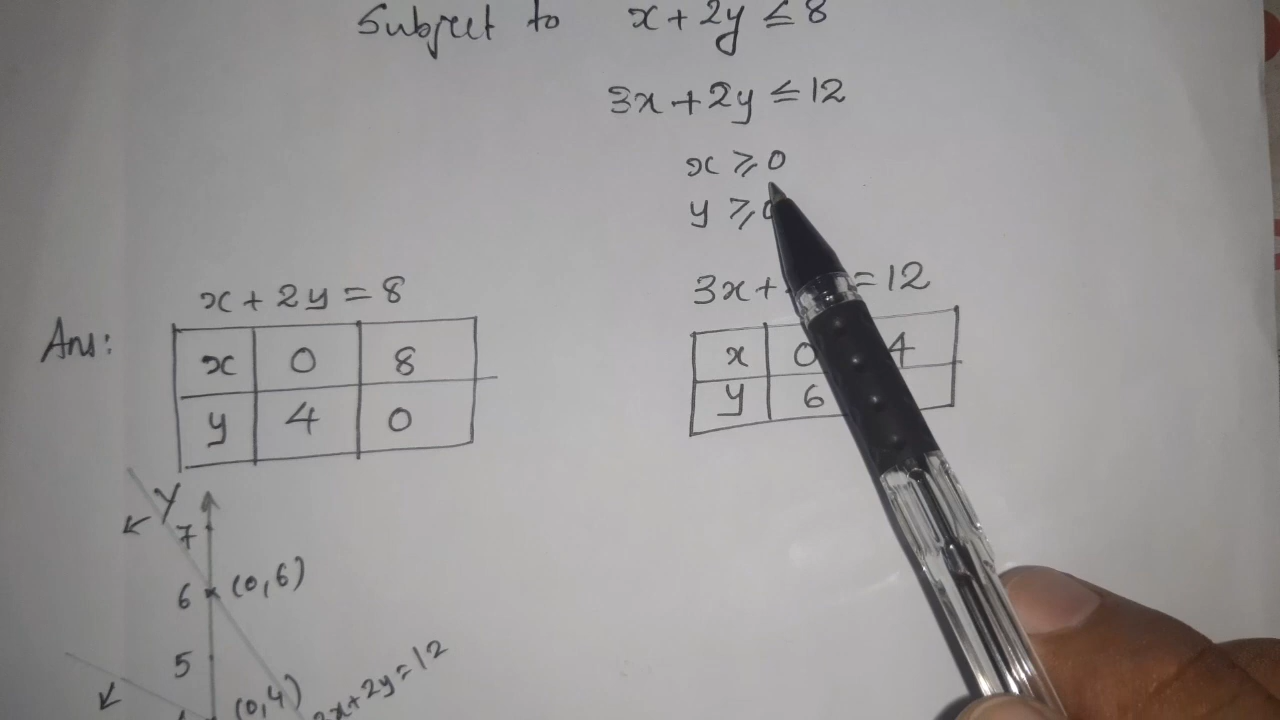 Subject to x + 2y ≤ 8
3x + 2y ≤ 12
x ≥ 0
y ≥ 0
x + 2y = 8
3x + = 12
Ans:
x 0 8
y 4 0
x 0 4
y 6
Y
7
6 (0,6)
5
(0,4)
x + 2y = 12